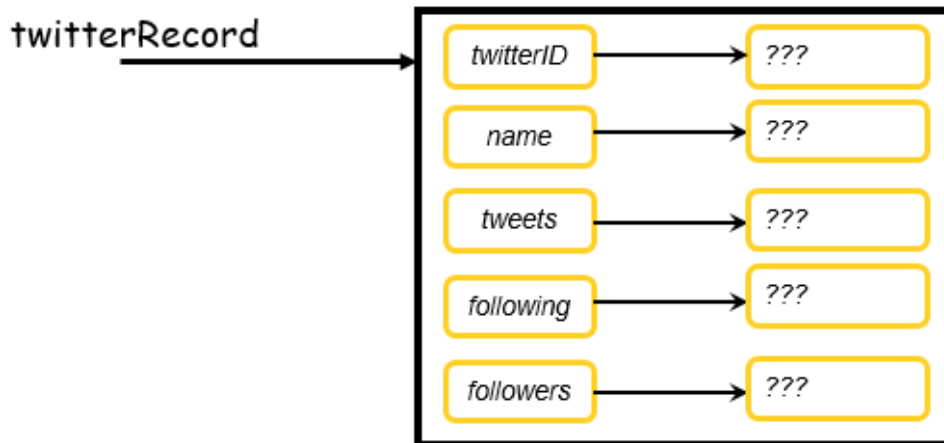 twitterRecord
twitterID ???
name ???
tweets ???
following ???
followers ???